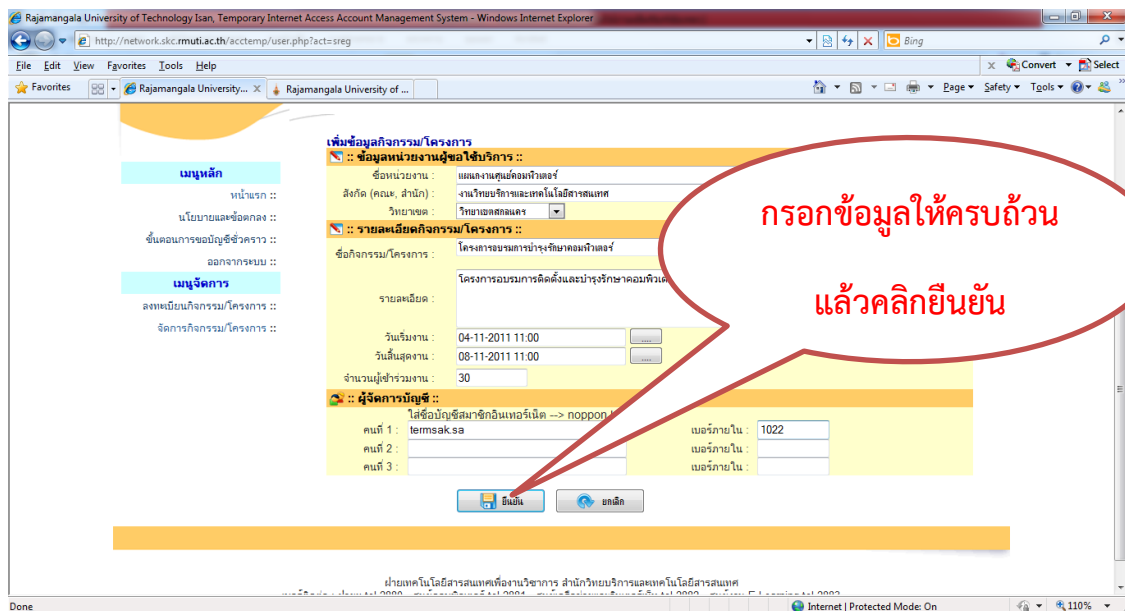 Rajamangala University of Technology Isan, Temporary Internet Access Account Management System - Windows Internet Explorer
http://network.skc.rmuti.ac.th/acctemp/user.php?act=sreg
Bing
File Edit View Favorites Tools Help
x Convert Select
Favorites Rajamangala University... X Rajamangala University of ... Page Safety Tools
เพิ่มข้อมูลกิจกรรม/โครงการ
:: ข้อมูลหน่วยงานผู้ขอใช้บริการ ::
เมนูหลัก
ชื่อหน่วยงาน : แผนกงานศูนย์คอมพิวเตอร์
หน้าแรก ::
สังกัด (คณะ, สำนัก) : งานวิทยบริการและเทคโนโลยีสารสนเทศ
นโยบายและข้อตกลง ::
วิทยาเขต : วิทยาเขตสกลนคร
ขั้นตอนการขอบัญชีชั่วคราว ::
:: รายละเอียดกิจกรรม/โครงการ ::
ออกจากระบบ ::
ชื่อกิจกรรม/โครงการ : โครงการอบรมการบำรุงรักษาคอมพิวเตอร์
เมนูจัดการ
ลงทะเบียนกิจกรรม/โครงการ ::
จัดการกิจกรรม/โครงการ ::
รายละเอียด : โครงการอบรมการติดตั้งและบำรุงรักษาคอมพิวเต
วันเริ่มงาน : 04-11-2011 11:00 ....
วันสิ้นสุดงาน : 08-11-2011 11:00 ....
จำนวนผู้เข้าร่วมงาน : 30
:: ผู้จัดการบัญชี ::
ใส่ชื่อบัญชีสมาชิกอินเทอร์เน็ต --> noppon
คนที่ 1 : termsak.sa เบอร์ภายใน : 1022
คนที่ 2 : เบอร์ภายใน :
คนที่ 3 : เบอร์ภายใน :
ยืนยัน ยกเลิก
กรอกข้อมูลให้ครบถ้วน
แล้วคลิกยืนยัน
ฝ่ายเทคโนโลยีสารสนเทศเพื่องานวิชาการ สำนักวิทยบริการและเทคโนโลยีสารสนเทศ
Done Internet | Protected Mode: On 110%